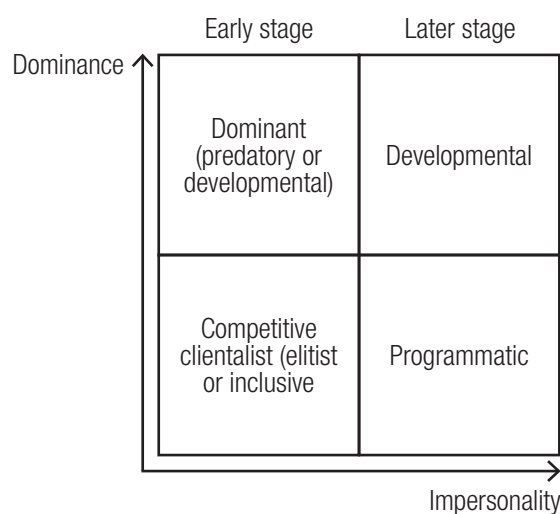 Early stage
Later stage
Dominance
Dominant
(predatory or
developmental)
Developmental
Competitive
clientalist (elitist
or inclusive
Programmatic
Impersonality